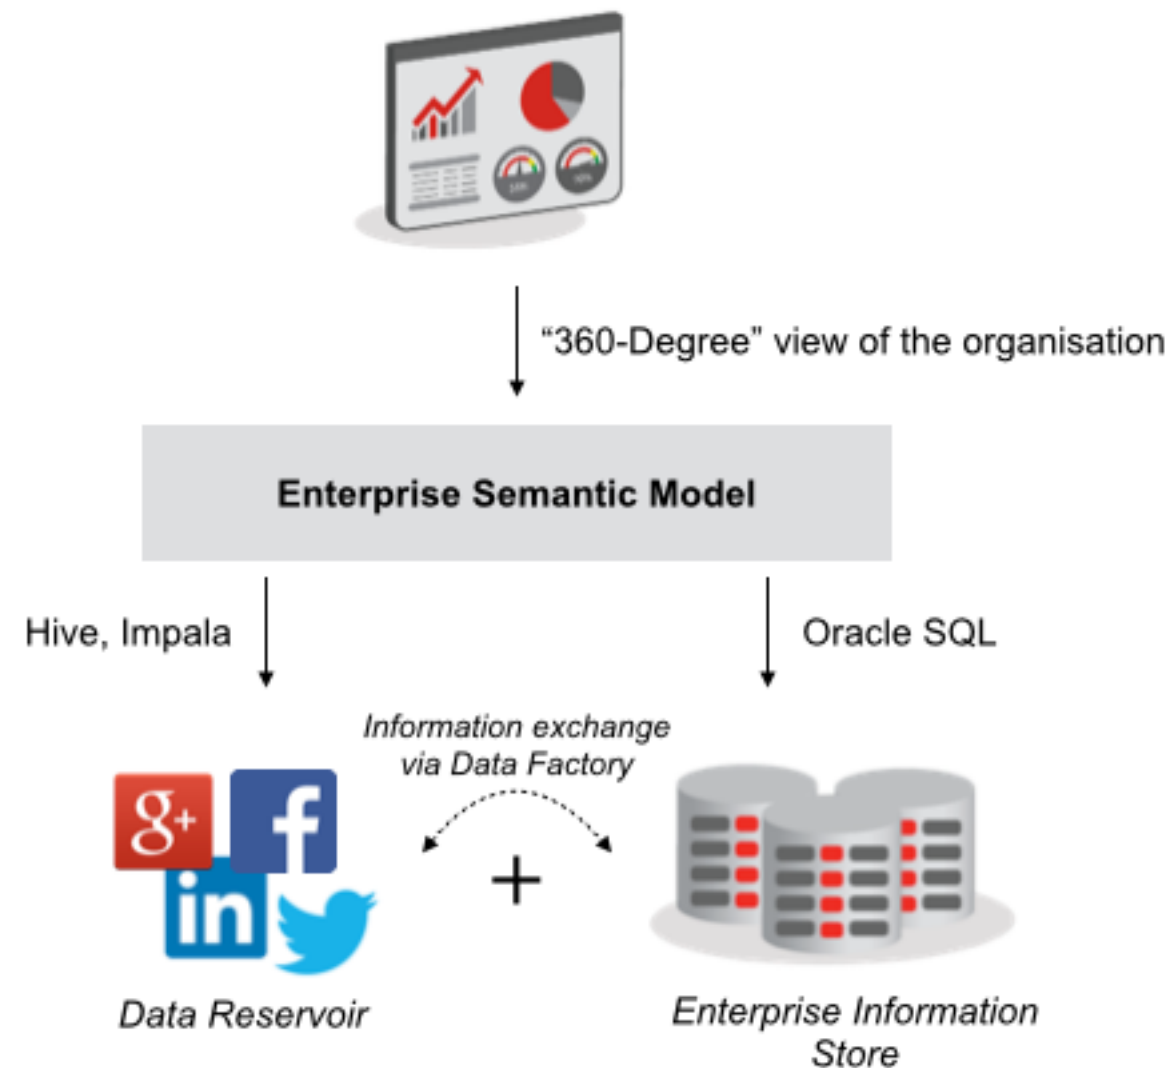 “360-Degree” view of the organisation
Enterprise Semantic Model
Hive, Impala
Oracle SQL
Information exchange
via Data Factory
g+
f
in
+
Data Reservoir
Enterprise Information
Store